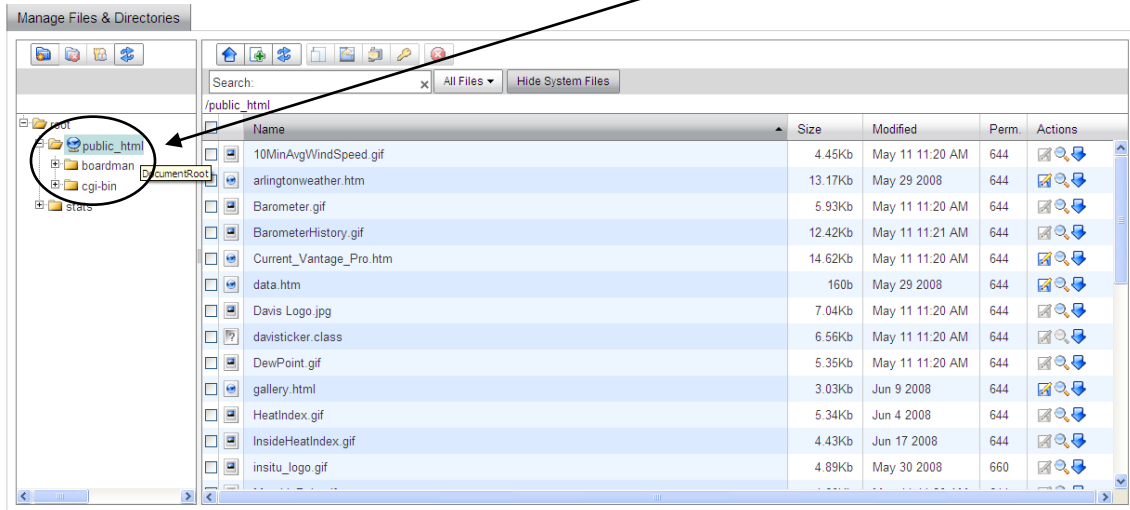 Manage Files & Directories
Search:
All Files
Hide System Files
/public_html
root
public_html
boardman
cgi-bin
stats
DocumentRoot
Name Size Modified Perm. Actions
10MinAvgWindSpeed.gif 4.45Kb May 11 11:20 AM 644
arlingtonweather.htm 13.17Kb May 29 2008 644
Barometer.gif 5.93Kb May 11 11:20 AM 644
BarometerHistory.gif 12.42Kb May 11 11:21 AM 644
Current_Vantage_Pro.htm 14.62Kb May 11 11:20 AM 644
data.htm 160b May 29 2008 644
Davis Logo.jpg 7.04Kb May 11 11:20 AM 644
davisticker.class 6.56Kb May 11 11:20 AM 644
DewPoint.gif 5.35Kb May 11 11:20 AM 644
gallery.html 3.03Kb Jun 9 2008 644
HeatIndex.gif 5.34Kb Jun 4 2008 644
InsideHeatIndex.gif 4.43Kb Jun 17 2008 644
insitu_logo.gif 4.89Kb May 30 2008 660